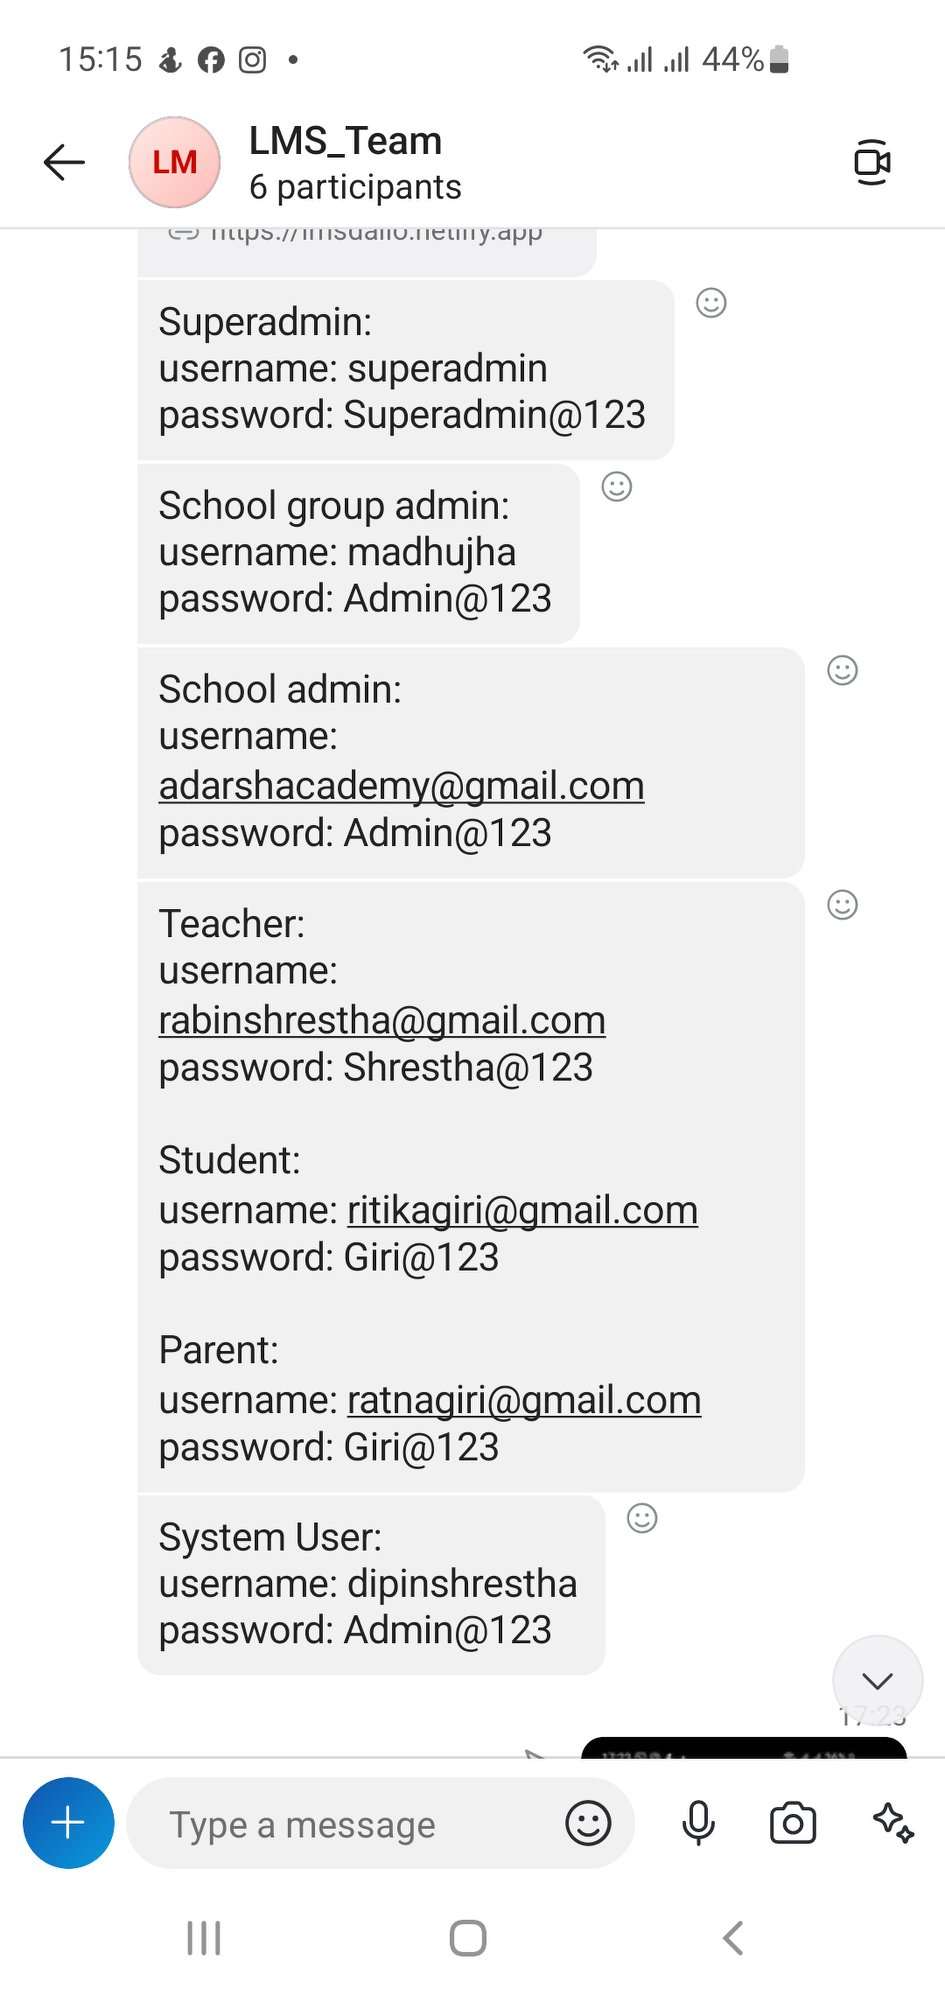 15:15
44%
LM
LMS_Team
6 participants
Superadmin:
username: superadmin
password: Superadmin@123
School group admin:
username: madhujha
password: Admin@123
School admin:
username:
adarshacademy@gmail.com
password: Admin@123
Teacher:
username:
rabinshrestha@gmail.com
password: Shrestha@123
Student:
username: ritikagiri@gmail.com
password: Giri@123
Parent:
username: ratnagiri@gmail.com
password: Giri@123
System User:
username: dipinshrestha
password: Admin@123
17:23
Type a message